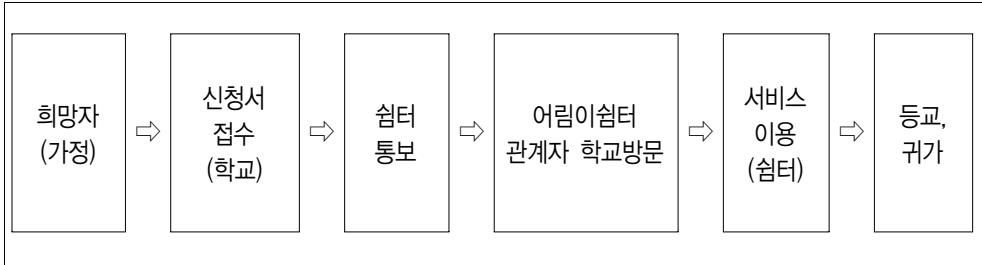 희망자
(가정)
⇨
신청서
접수
(학교)
⇨
쉼터
통보
⇨
어림이쉼터
관계자 학교방문
⇨
서비스
이용
(쉼터)
⇨
등교,
귀가